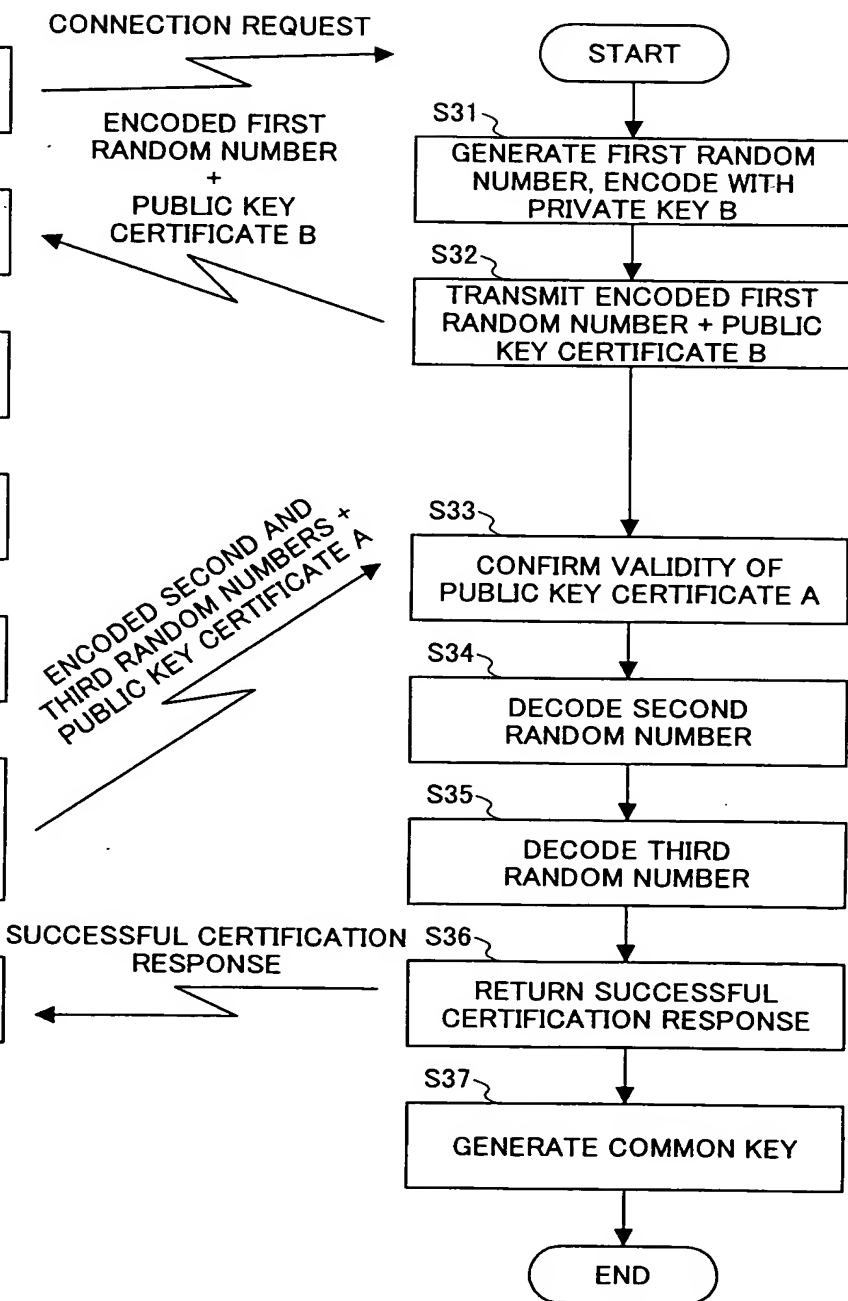 CONNECTION REQUEST
START
ENCODED FIRST
RANDOM NUMBER
+
PUBLIC KEY
CERTIFICATE B
S31
GENERATE FIRST RANDOM
NUMBER, ENCODE WITH
PRIVATE KEY B
S32
TRANSMIT ENCODED FIRST
RANDOM NUMBER + PUBLIC
KEY CERTIFICATE B
ENCODED SECOND AND
THIRD RANDOM NUMBERS +
PUBLIC KEY CERTIFICATE A
S33
CONFIRM VALIDITY OF
PUBLIC KEY CERTIFICATE A
S34
DECODE SECOND
RANDOM NUMBER
S35
DECODE THIRD
RANDOM NUMBER
SUCCESSFUL CERTIFICATION
RESPONSE
S36
RETURN SUCCESSFUL
CERTIFICATION RESPONSE
S37
GENERATE COMMON KEY
END